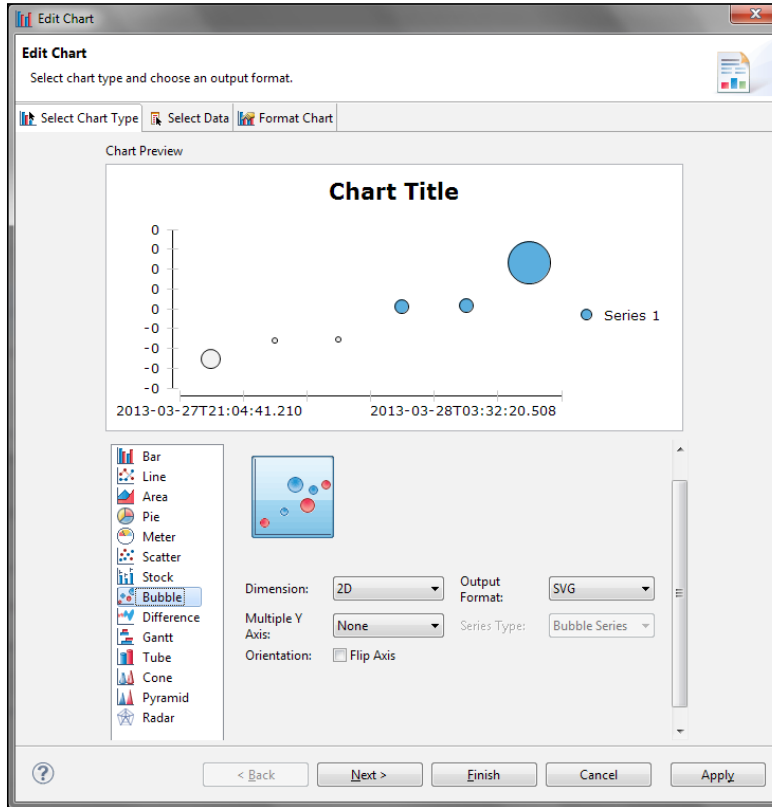 Edit Chart
Edit Chart
Select chart type and choose an output format.
Select Chart Type
Select Data
Format Chart
Chart Preview
Chart Title
0
0
0
0
0
-0
-0
-0
-0
Series 1
2013-03-27T21:04:41.210
2013-03-28T03:32:20.508
Bar
Line
Area
Pie
Meter
Scatter
Stock
Bubble
Difference
Gantt
Tube
Cone
Pyramid
Radar
Dimension:
2D
Output
Format:
SVG
Multiple Y
Axis:
None
Series Type:
Bubble Series
Orientation:
Flip Axis
?
< Back
Next >
Finish
Cancel
Apply